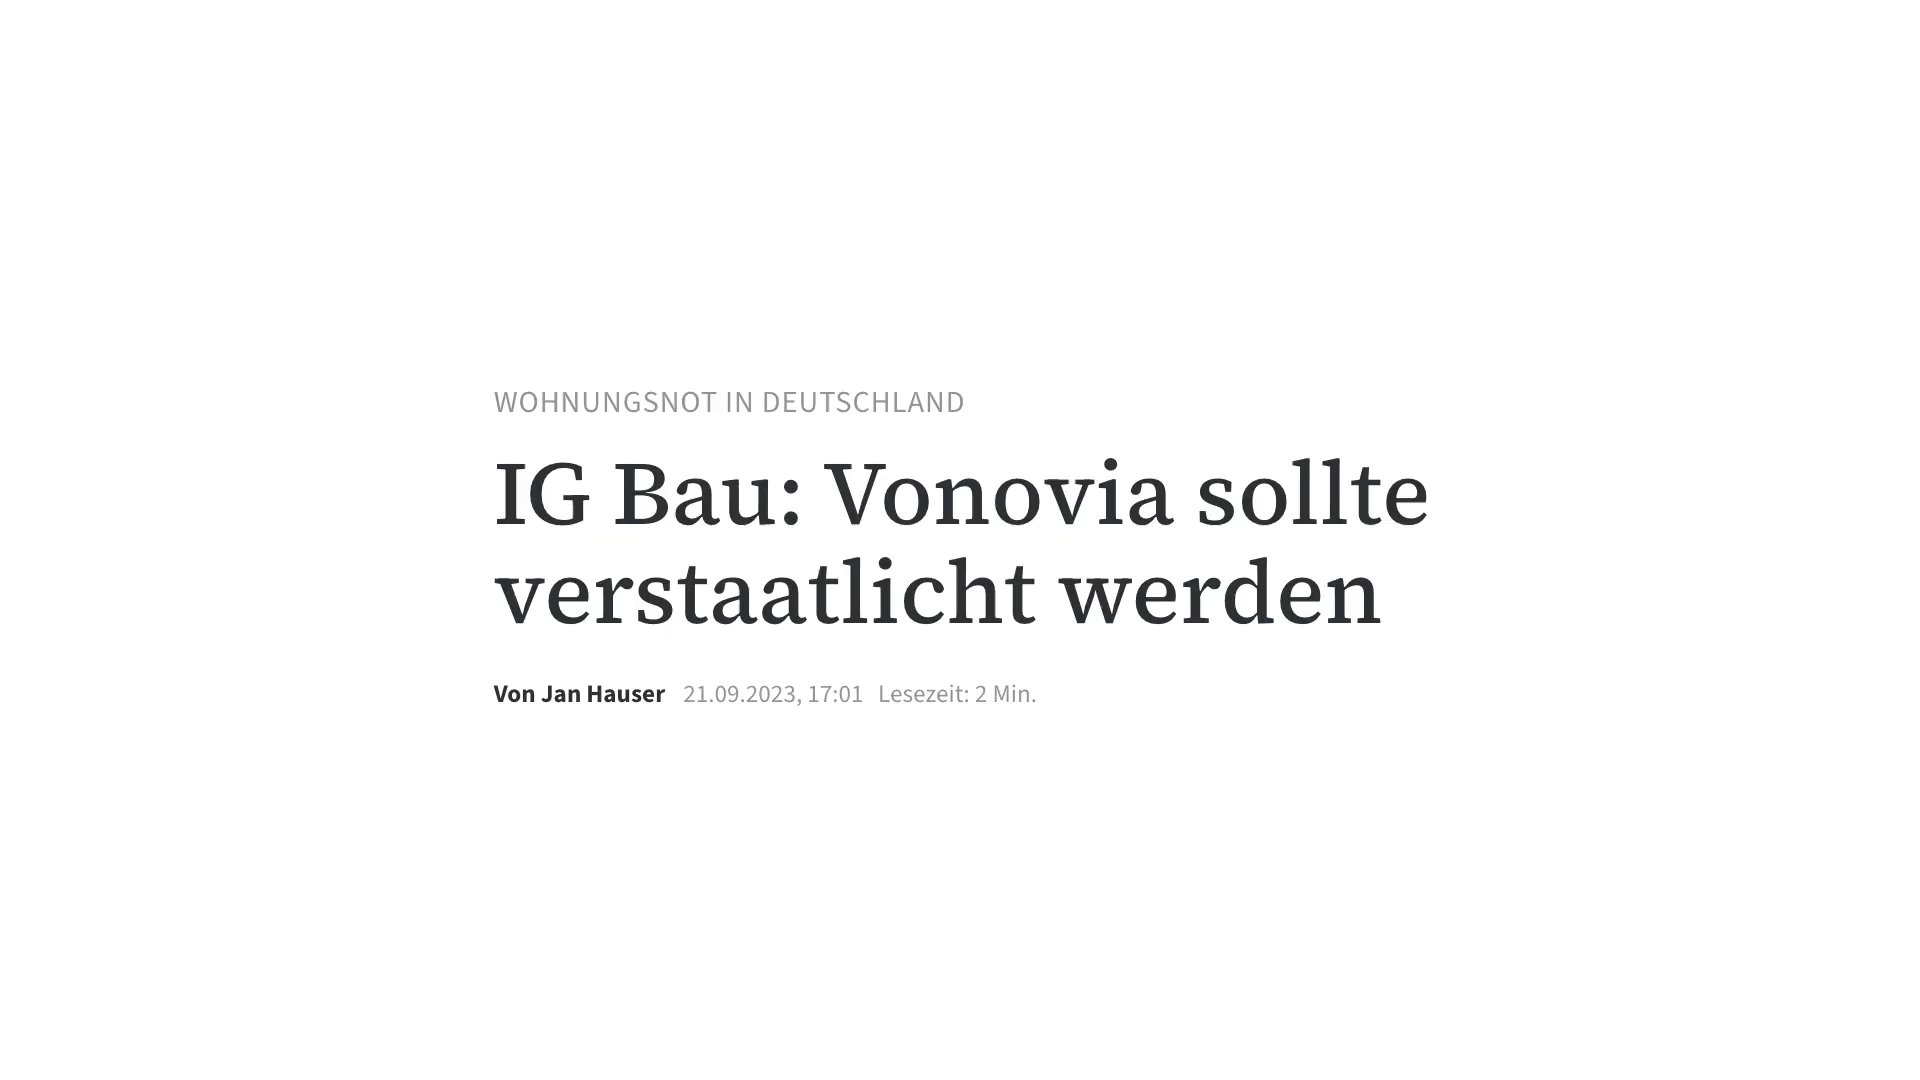 WOHNUNGSNOT IN DEUTSCHLAND
IG Bau: Vonovia sollte
verstaatlicht werden
Von Jan Hauser 21.09.2023, 17:01 Lesezeit: 2 Min.